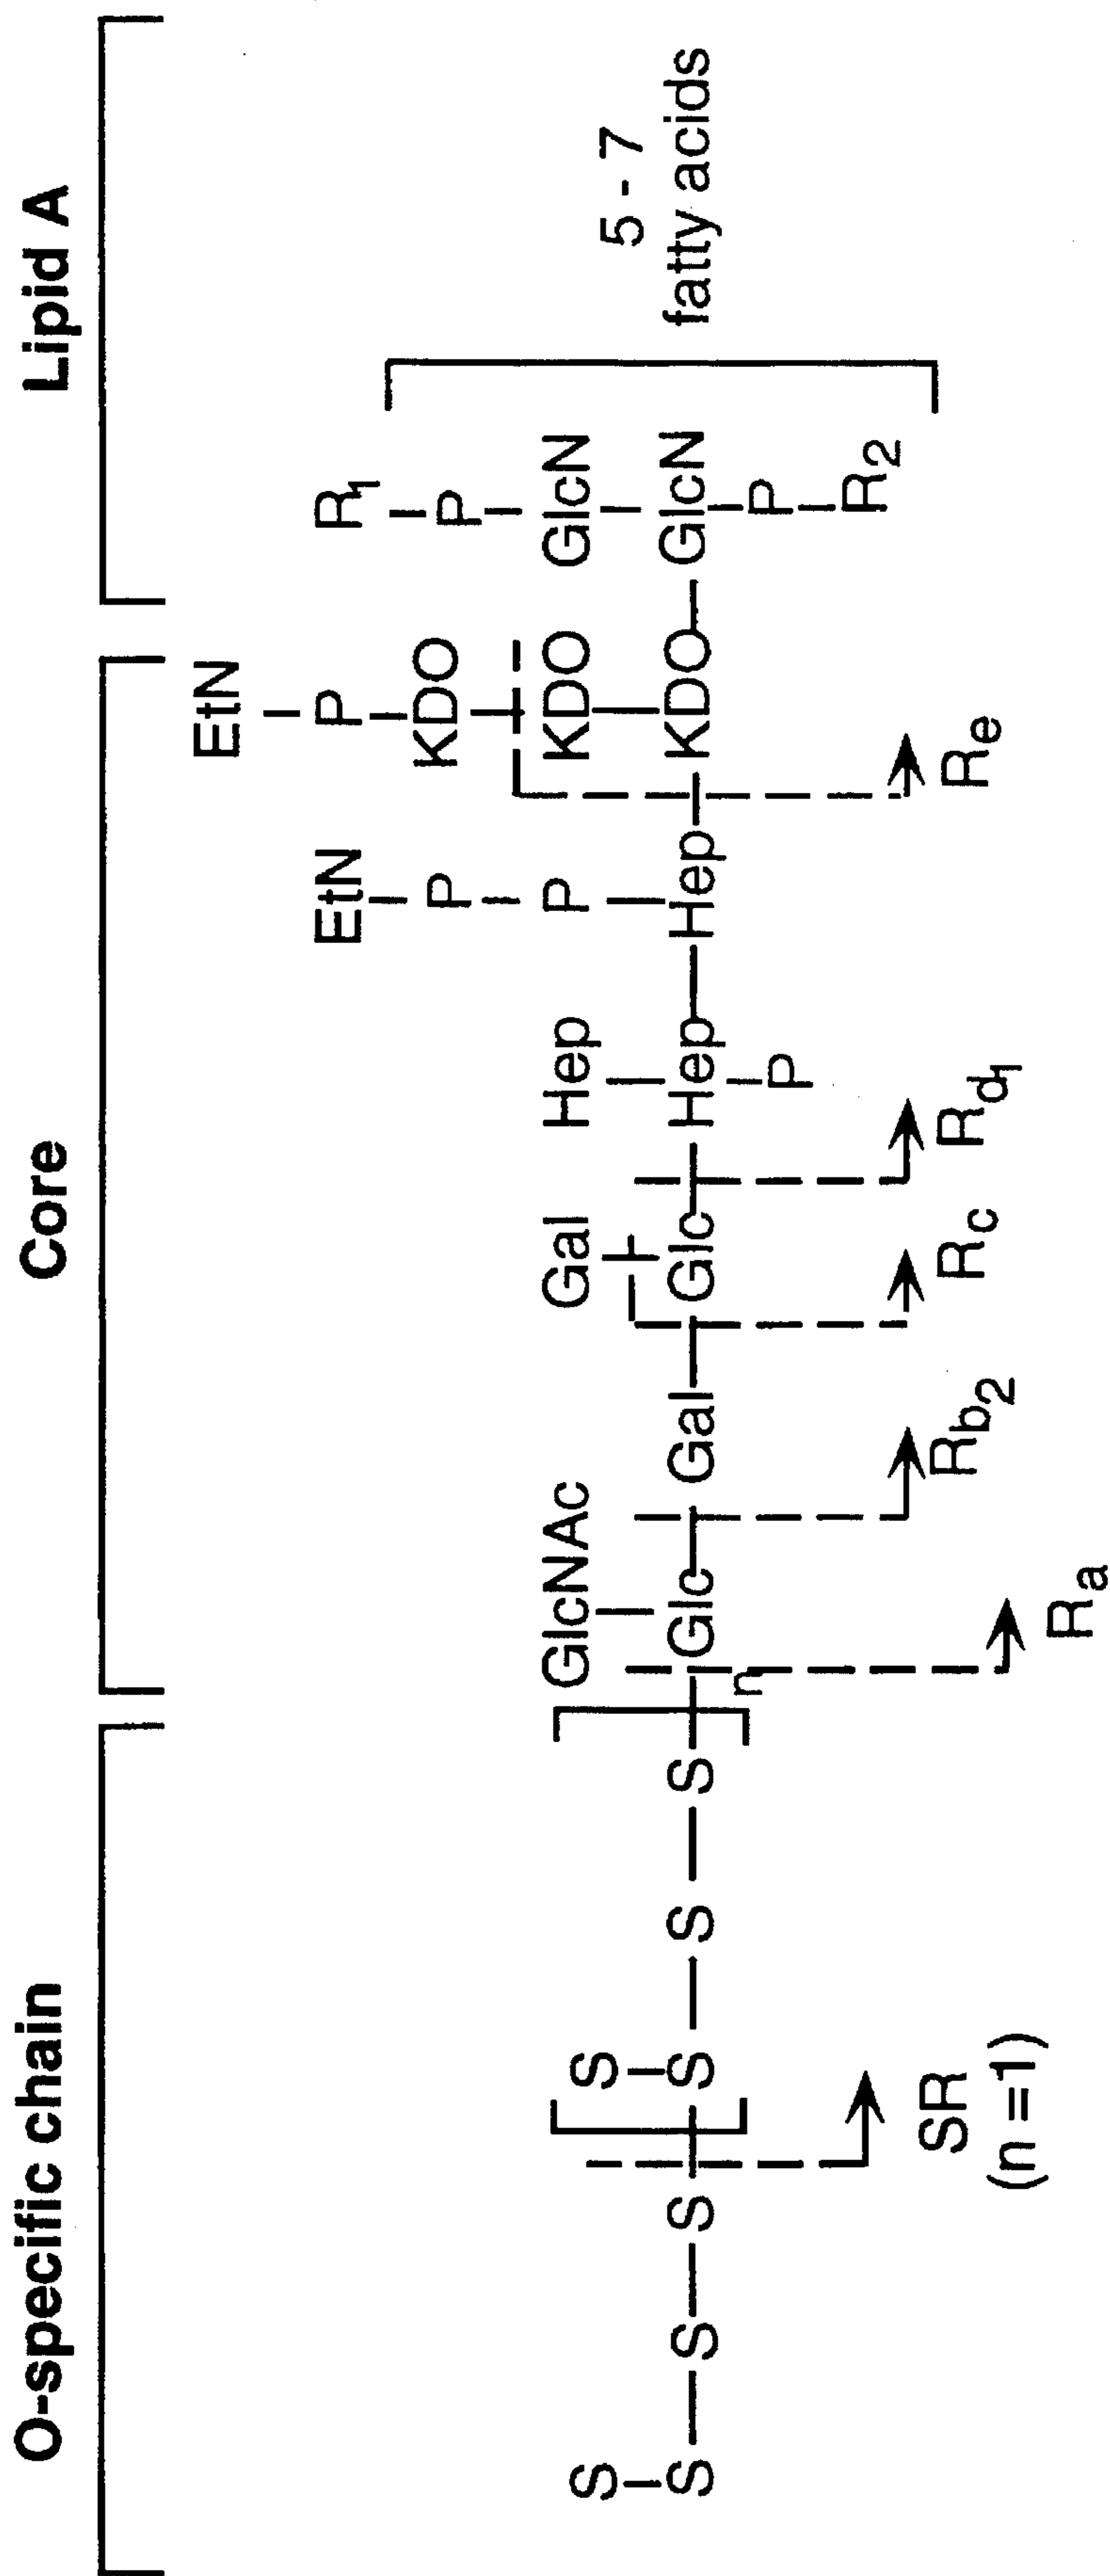 O-specific chain Core Lipid A
EtN
EtN P R1
P KDO P
S S GlcNAc Gal Hep P KDO GlcN 5 - 7
S S S S S S n Glc Gal Glc Hep Hep KDO GlcN fatty acids
P P
R2
SR Ra Rb2 Rc Rd1 Re
(n =1)